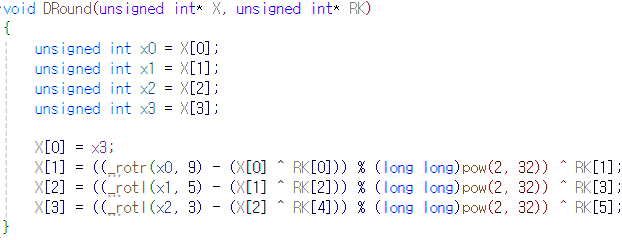 void DRound(unsigned int* X, unsigned int* RK)
{
unsigned int x0 = X[0];
unsigned int x1 = X[1];
unsigned int x2 = X[2];
unsigned int x3 = X[3];
X[0] = x3;
X[1] = ((_rotr(x0, 9) - (X[0] ^ RK[0])) % (long long)pow(2, 32)) ^ RK[1];
X[2] = ((_rotl(x1, 5) - (X[1] ^ RK[2])) % (long long)pow(2, 32)) ^ RK[3];
X[3] = ((_rotl(x2, 3) - (X[2] ^ RK[4])) % (long long)pow(2, 32)) ^ RK[5];
}